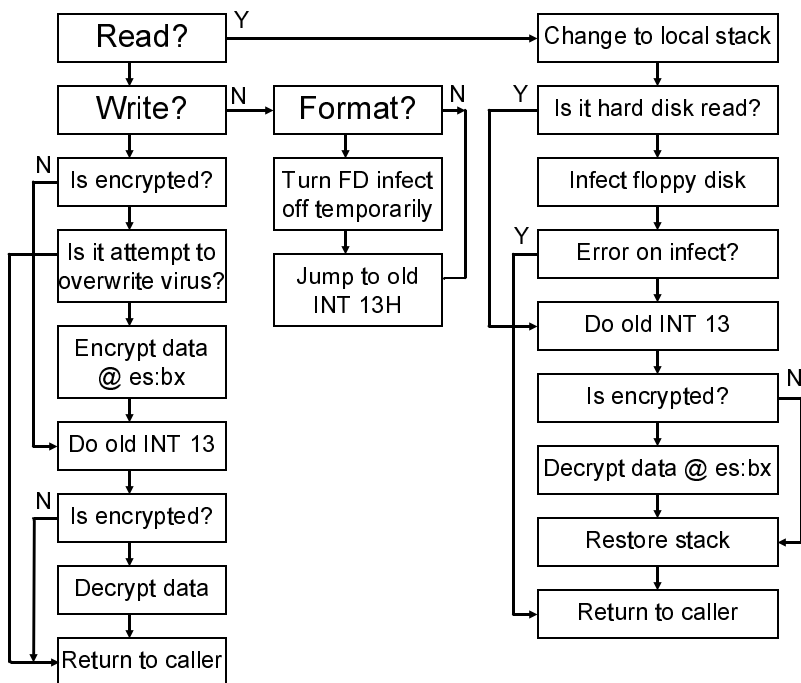 Read?
Y
Change to local stack
Write?
N
Format?
N
Y
Is it hard disk read?
N
Is encrypted?
Turn FD infect
off temporarily
Infect floppy disk
Is it attempt to
overwrite virus?
Y
Error on infect?
Jump to old
INT 13H
Do old INT 13
Encrypt data
@ es:bx
Is encrypted?
N
Do old INT 13
Decrypt data @ es:bx
N
Is encrypted?
Restore stack
Decrypt data
Return to caller
Return to caller